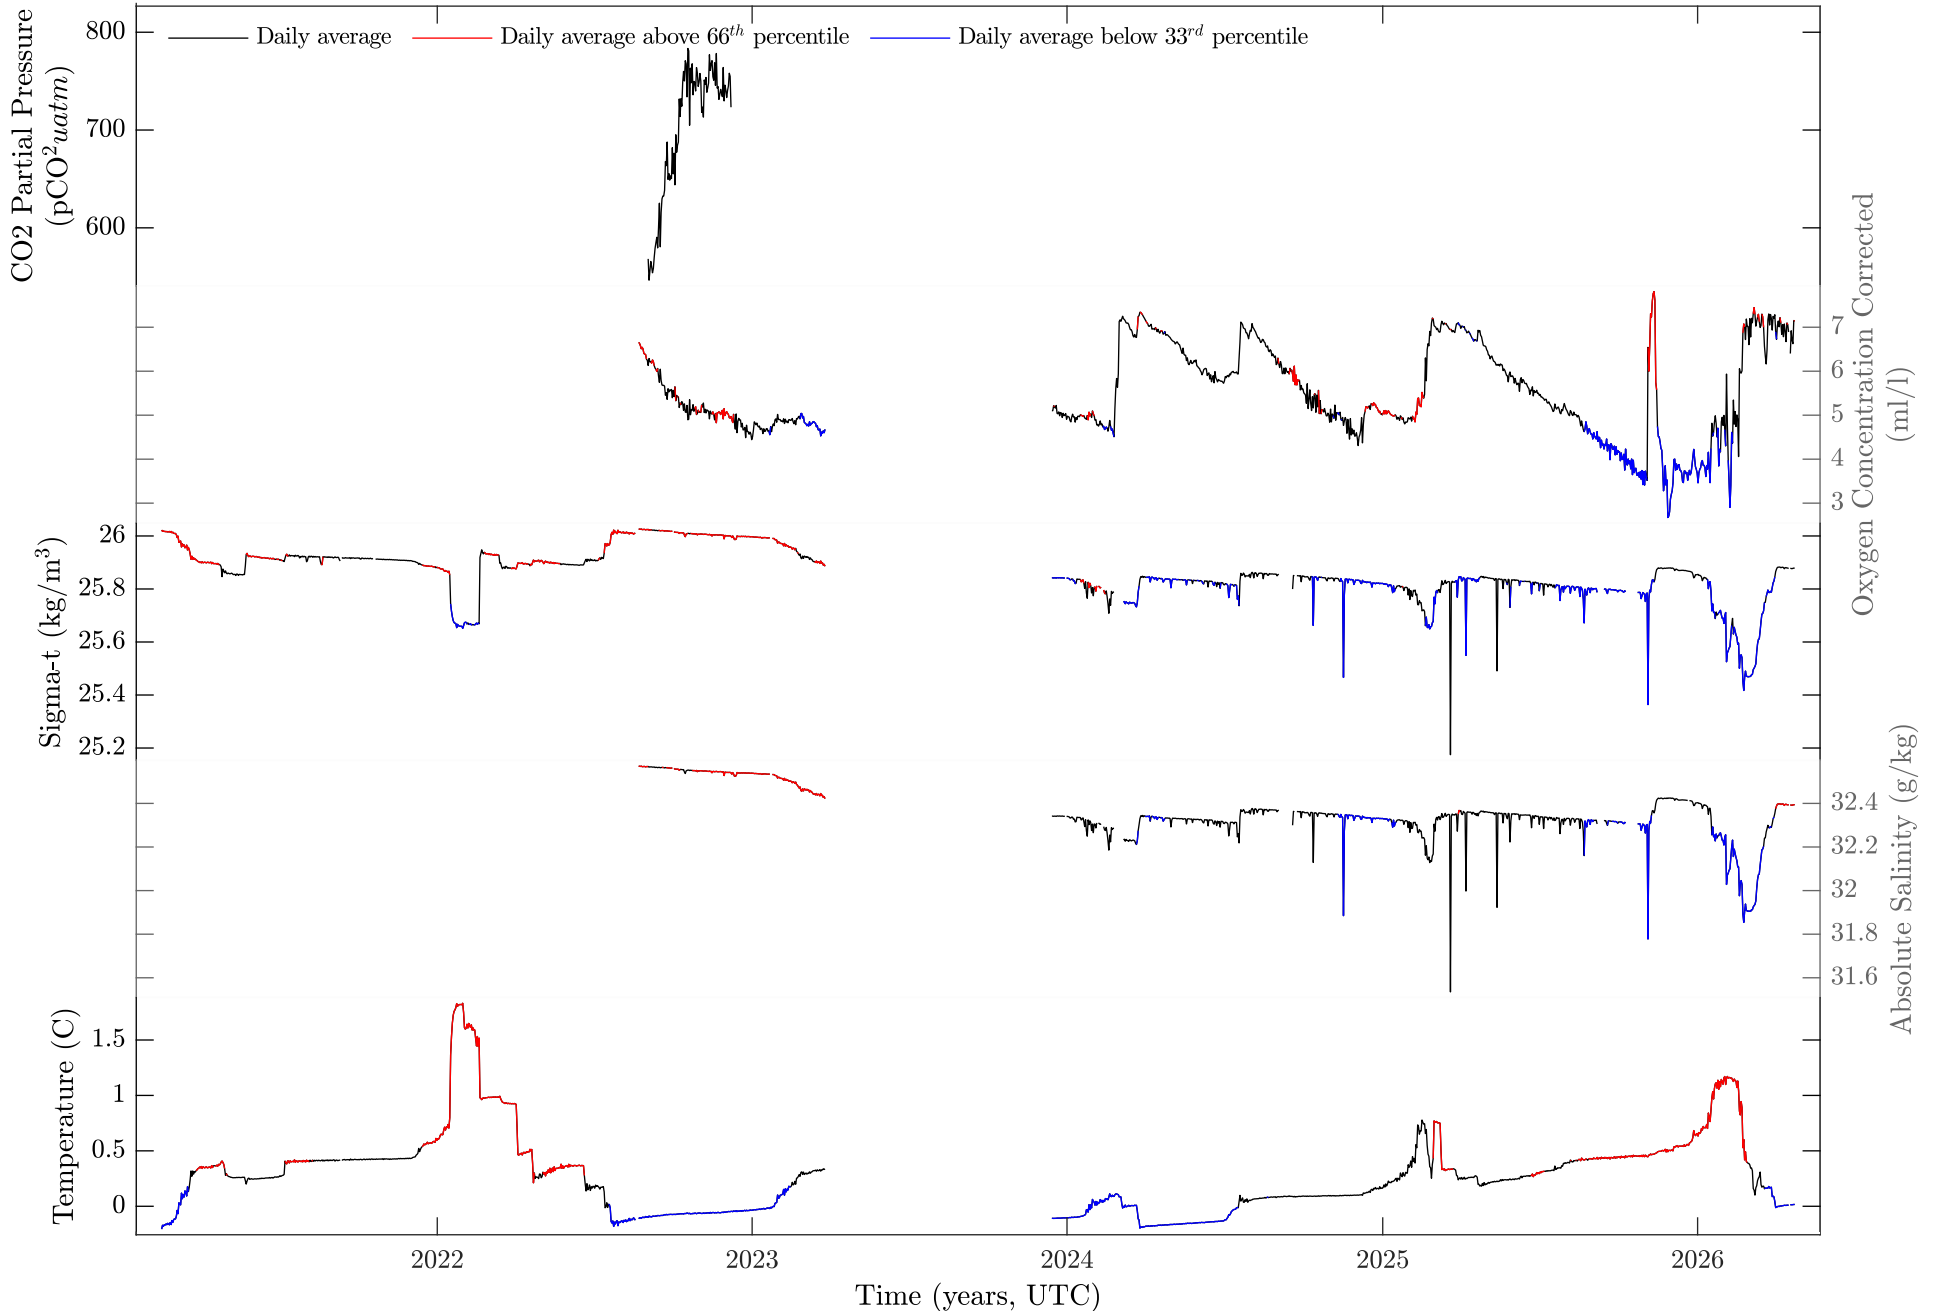 Daily average
Daily average above 66th percentile
Daily average below 33rd percentile
CO2 Partial Pressure
(pCO2uatm)
800
700
600
Oxygen Concentration Corrected
(ml/l)
7
6
5
4
3
Sigma-t (kg/m3)
26
25.8
25.6
25.4
25.2
Absolute Salinity (g/kg)
32.4
32.2
32
31.8
31.6
Temperature (C)
1.5
1
0.5
0
2022
2023
2024
2025
2026
Time (years, UTC)